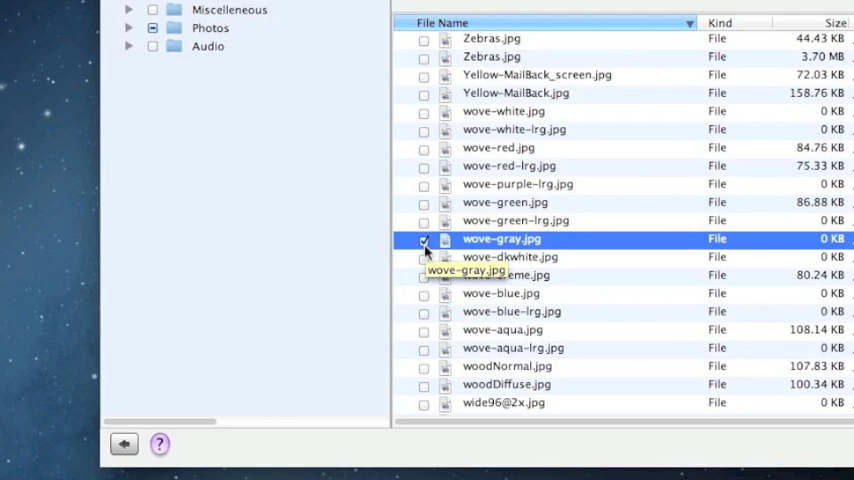 Miscelleneous
Photos
Audio
File Name Kind Size
Zebras.jpg File 44.43 KB
Zebras.jpg File 3.70 MB
Yellow-MailBack_screen.jpg File 72.03 KB
Yellow-MailBack.jpg File 158.76 KB
wove-white.jpg File 0 KB
wove-white-lrg.jpg File 0 KB
wove-red.jpg File 84.76 KB
wove-red-lrg.jpg File 75.33 KB
wove-purple-lrg.jpg File 0 KB
wove-green.jpg File 86.88 KB
wove-green-lrg.jpg File 0 KB
wove-gray.jpg File 0 KB
wove-dkwhite.jpg File 0 KB
wove-gray.jpg
eme.jpg File 80.24 KB
wove-blue.jpg File 0 KB
wove-blue-lrg.jpg File 0 KB
wove-aqua.jpg File 108.14 KB
wove-aqua-lrg.jpg File 0 KB
woodNormal.jpg File 107.83 KB
woodDiffuse.jpg File 100.34 KB
wide96@2x.jpg File 0 KB
?